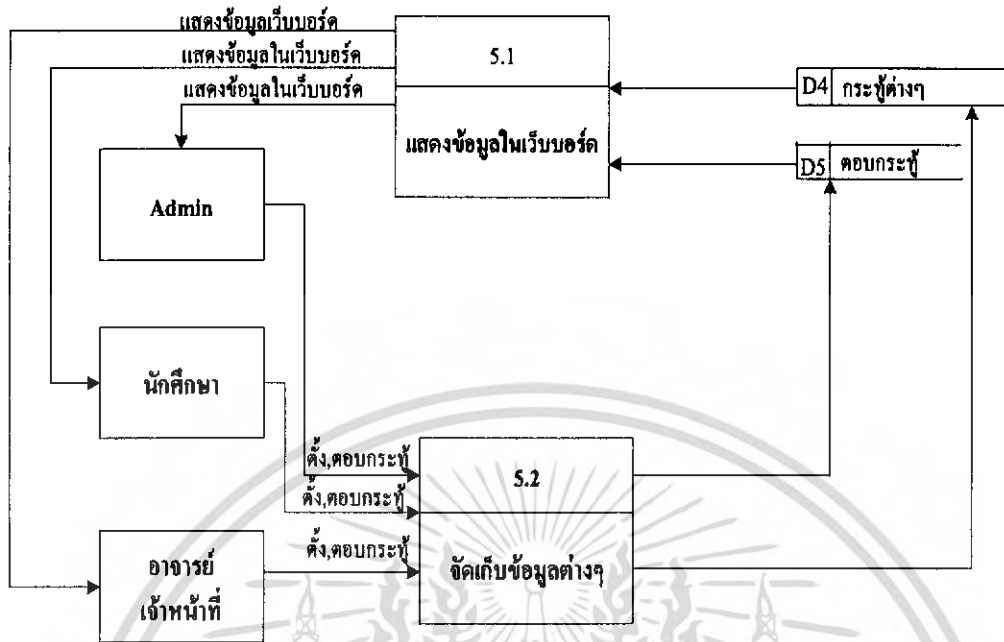 แสดงข้อมูลเว็บบอร์ด
แสดงข้อมูลในเว็บบอร์ด
แสดงข้อมูลในเว็บบอร์ด
5.1
แสดงข้อมูลในเว็บบอร์ด
D4 กระทู้ต่างๆ
D5 ตอบกระทู้
Admin
นักศึกษา
ตั้ง,ตอบกระทู้
ตั้ง,ตอบกระทู้
ตั้ง,ตอบกระทู้
5.2
จัดเก็บข้อมูลต่างๆ
อาจารย์
เจ้าหน้าที่